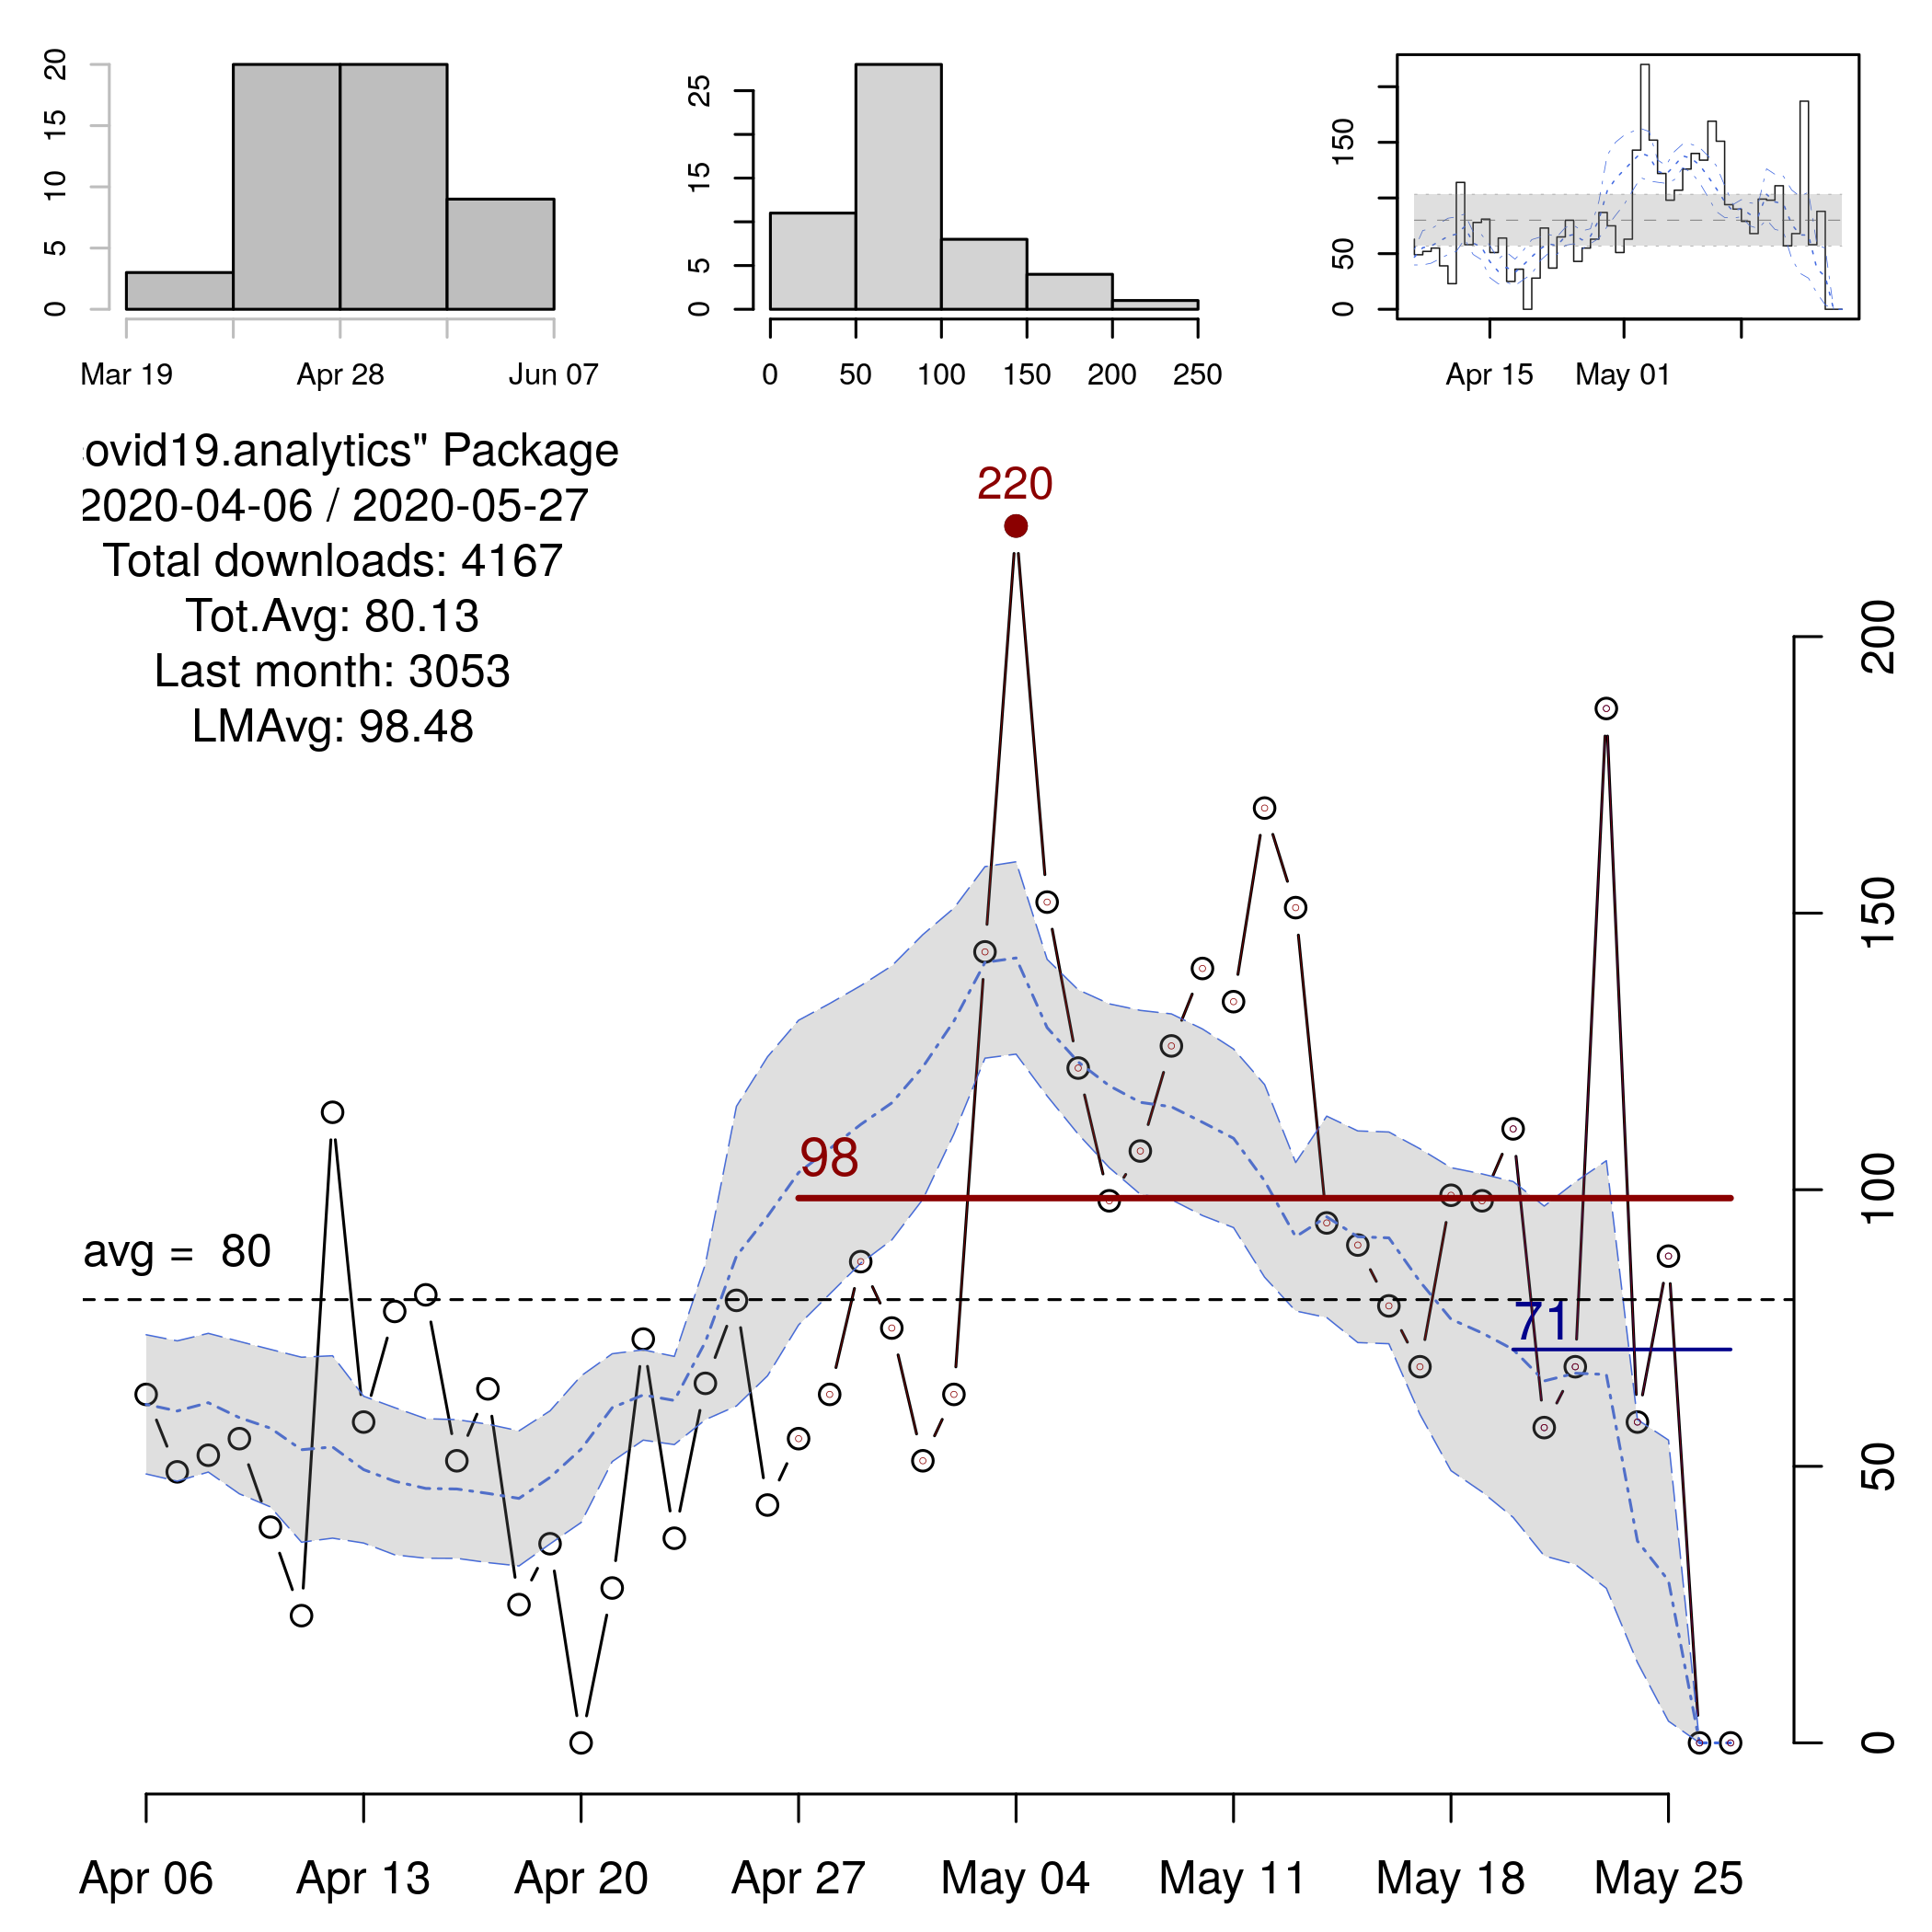 20
15
10
5
0
Mar 19
Apr 28
Jun 07
25
15
5
0
0
50
100
150
200
250
150
50
0
Apr 15
May 01
ovid19.analytics" Package
2020-04-06 / 2020-05-27
Total downloads: 4167
Tot.Avg: 80.13
Last month: 3053
LMAvg: 98.48
220
98
avg = 80
71
200
150
100
50
0
Apr 06
Apr 13
Apr 20
Apr 27
May 04
May 11
May 18
May 25